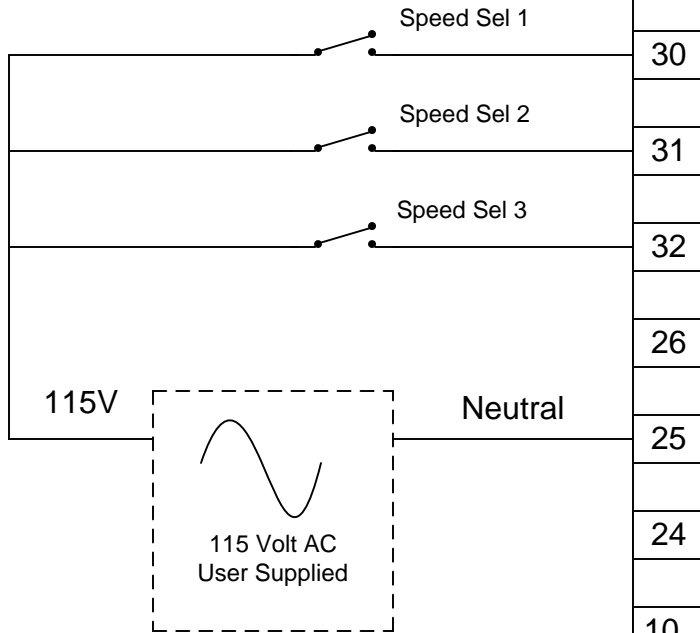 Speed Sel 1
30
Speed Sel 2
31
Speed Sel 3
32
26
115V
Neutral
25
115 Volt AC
User Supplied
24
10